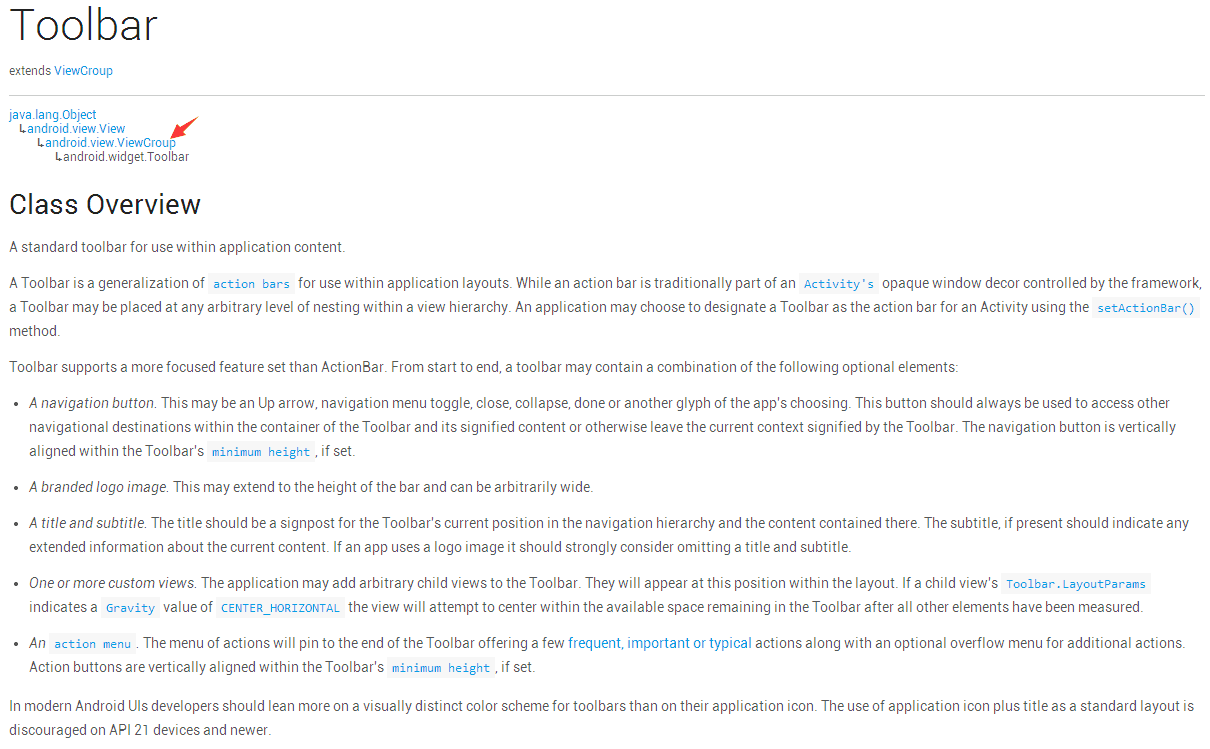 Toolbar
extends ViewGroup
java.lang.Object
↳android.view.View
↳android.view.ViewGroup
↳android.widget.Toolbar
Class Overview
A standard toolbar for use within application content.
A Toolbar is a generalization of action bars for use within application layouts. While an action bar is traditionally part of an Activity's opaque window decor controlled by the framework,
a Toolbar may be placed at any arbitrary level of nesting within a view hierarchy. An application may choose to designate a Toolbar as the action bar for an Activity using the setActionBar()
method.
Toolbar supports a more focused feature set than ActionBar. From start to end, a toolbar may contain a combination of the following optional elements:
• A navigation button. This may be an Up arrow, navigation menu toggle, close, collapse, done or another glyph of the app's choosing. This button should always be used to access other
navigational destinations within the container of the Toolbar and its signified content or otherwise leave the current context signified by the Toolbar. The navigation button is vertically
aligned within the Toolbar's minimum height, if set.
• A branded logo image. This may extend to the height of the bar and can be arbitrarily wide.
• A title and subtitle. The title should be a signpost for the Toolbar's current position in the navigation hierarchy and the content contained there. The subtitle, if present should indicate any
extended information about the current content. If an app uses a logo image it should strongly consider omitting a title and subtitle.
• One or more custom views. The application may add arbitrary child views to the Toolbar. They will appear at this position within the layout. If a child view's Toolbar.LayoutParams
indicates a Gravity value of CENTER_HORIZONTAL the view will attempt to center within the available space remaining in the Toolbar after all other elements have been measured.
• An action menu. The menu of actions will pin to the end of the Toolbar offering a few frequent, important or typical actions along with an optional overflow menu for additional actions.
Action buttons are vertically aligned within the Toolbar's minimum height, if set.
In modern Android UIs developers should lean more on a visually distinct color scheme for toolbars than on their application icon. The use of application icon plus title as a standard layout is
discouraged on API 21 devices and newer.